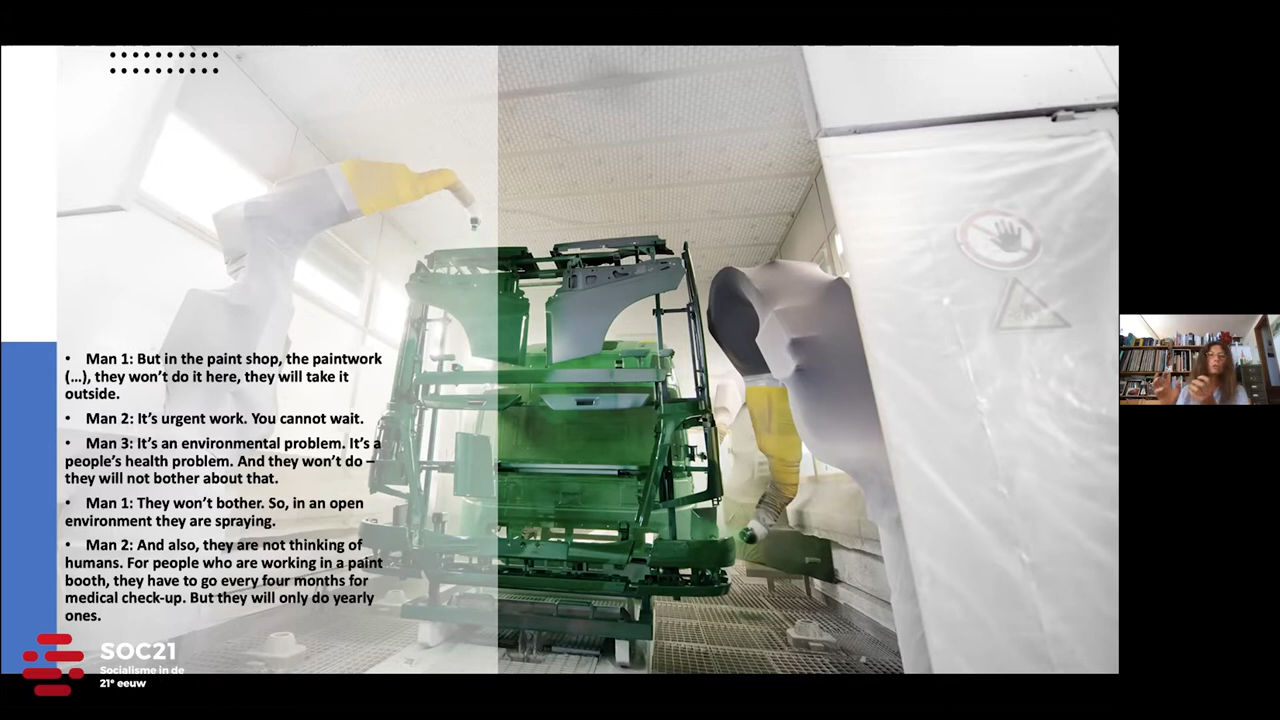 • Man 1: But in the paint shop, the paintwork
(...), they won't do it here, they will take it
outside.
• Man 2: It's urgent work. You cannot wait.
• Man 3: It's an environmental problem. It's a
people's health problem. And they won't do –
they will not bother about that.
• Man 1: They won't bother. So, in an open
environment they are spraying.
• Man 2: And also, they are not thinking of
humans. For people who are working in a paint
booth, they have to go every four months for
medical check-up. But they will only do yearly
ones.
SOC21
Socialisme in de
21e eeuw